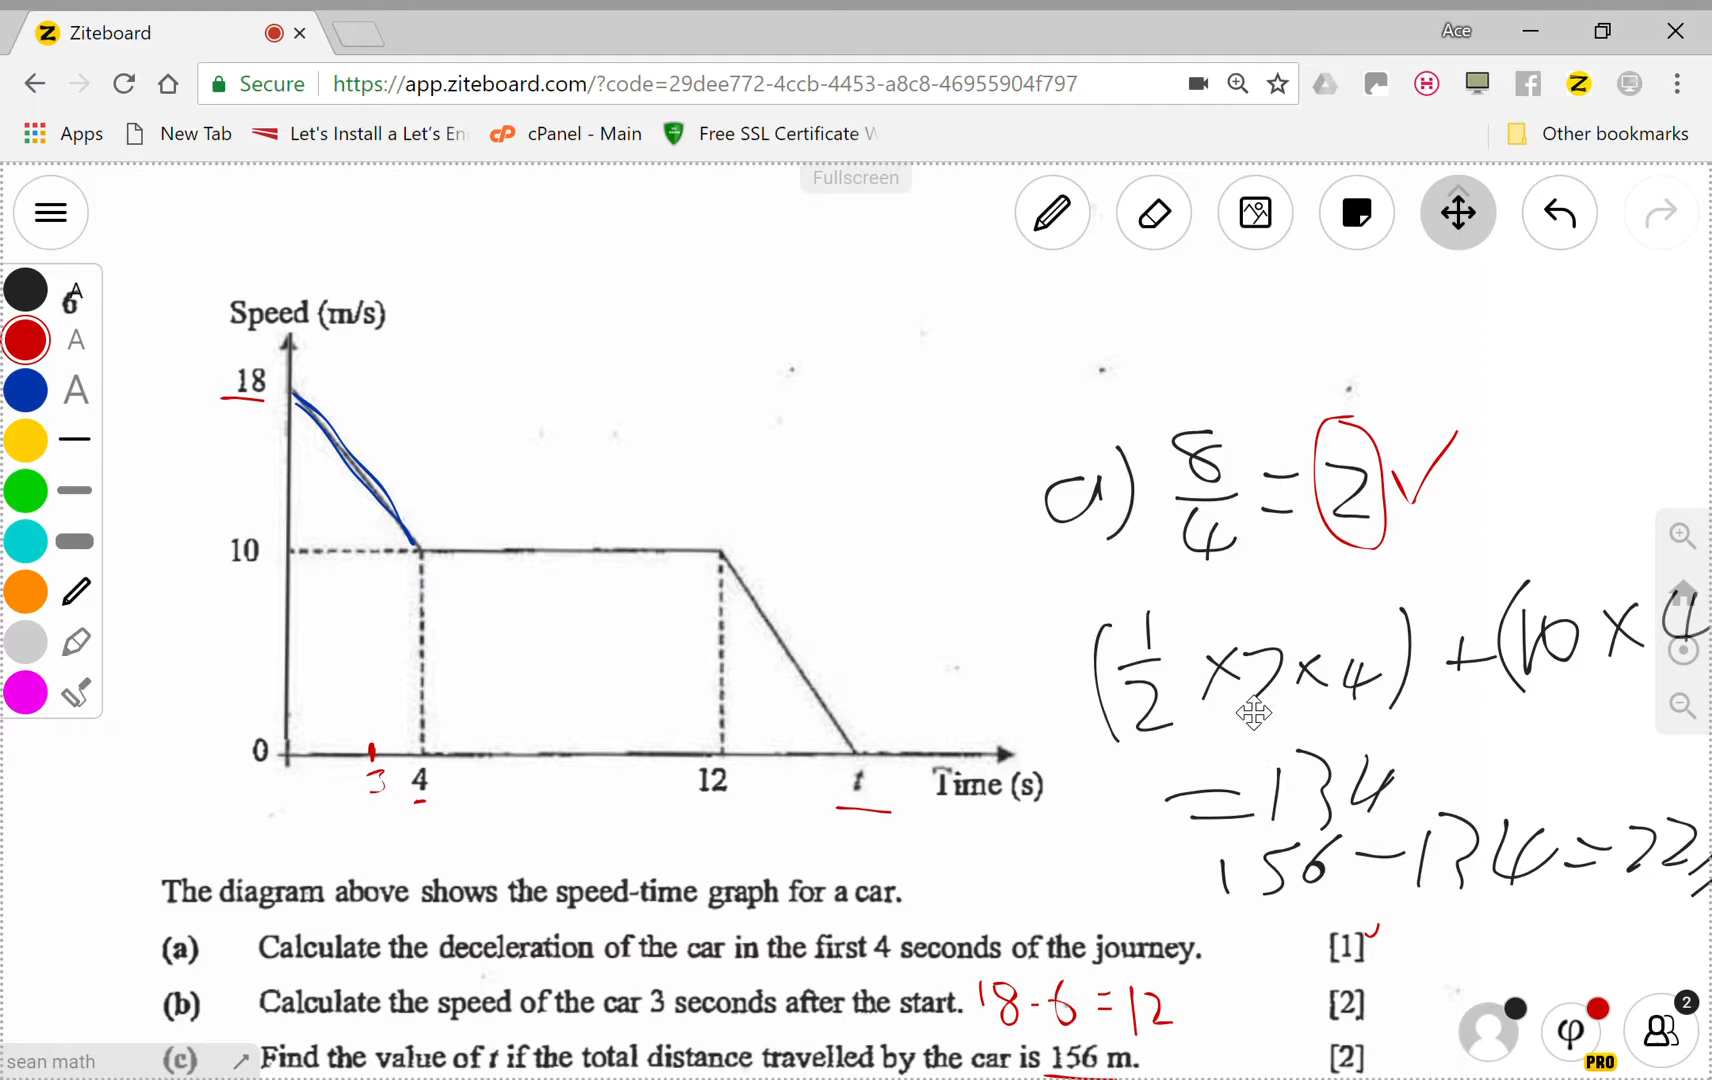 Ziteboard
Ace
Secure https://app.ziteboard.com/?code=29dee772-4ccb-4453-a8c8-46955904f797
Apps New Tab Let's Install a Let's En cPanel - Main Free SSL Certificate Other bookmarks
Fullscreen
6
A
A
A
Speed (m/s)
18
10
0
3 4 12 t Time (s)
a) 8/4 = 2 ✓
(1/2 × 7 × 4) + (10 × 4
= 134
156 - 134 = 22
The diagram above shows the speed-time graph for a car.
(a) Calculate the deceleration of the car in the first 4 seconds of the journey. [1]
(b) Calculate the speed of the car 3 seconds after the start. 18 - 6 = 12 [2]
(c) Find the value of t if the total distance travelled by the car is 156 m. [2]
sean math
φ
PRO
2